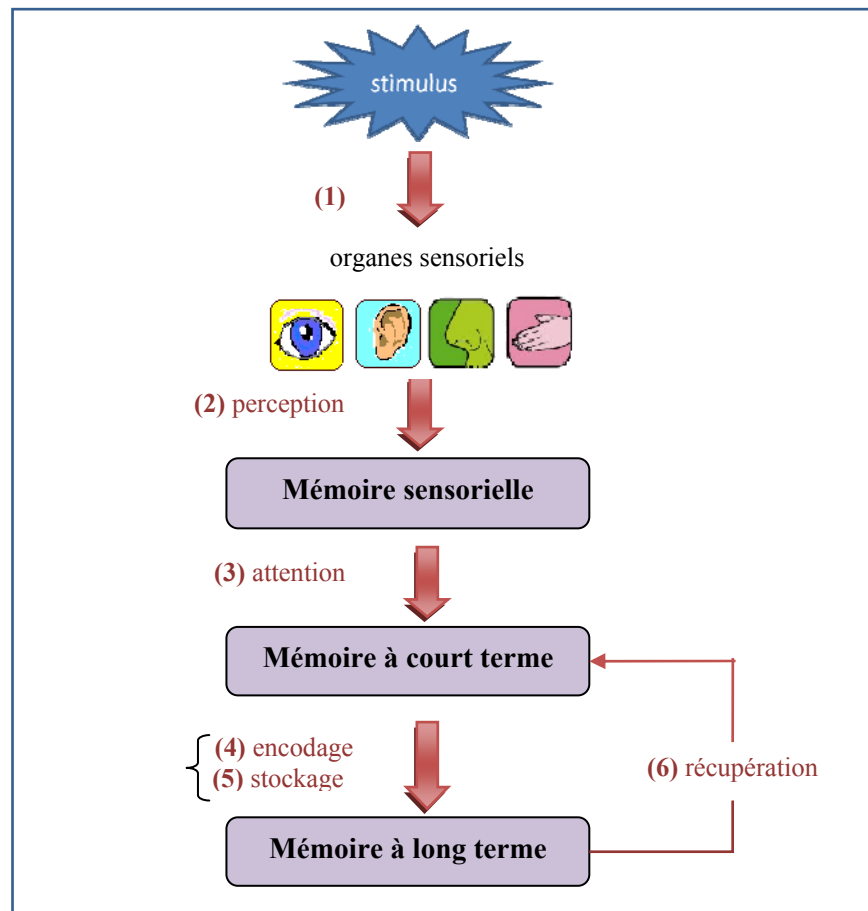 stimulus
(1)
organes sensoriels
(2) perception
Mémoire sensorielle
(3) attention
Mémoire à court terme
(4) encodage
(5) stockage
(6) récupération
Mémoire à long terme